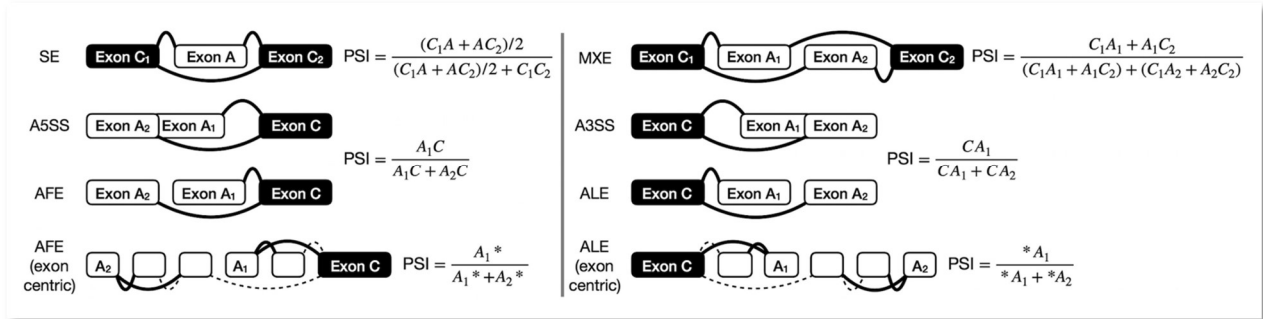 SE Exon C₁ Exon A Exon C₂ PSI = (C₁A + AC₂)/2 / (C₁A + AC₂)/2 + C₁C₂
A5SS Exon A₂ Exon A₁ Exon C
PSI = A₁C / A₁C + A₂C
AFE Exon A₂ Exon A₁ Exon C
AFE
(exon
centric)
A₂ A₁ Exon C PSI = A₁* / A₁*+A₂*
MXE Exon C₁ Exon A₁ Exon A₂ Exon C₂ PSI = C₁A₁ + A₁C₂ / (C₁A₁ + A₁C₂) + (C₁A₂ + A₂C₂)
A3SS Exon C Exon A₁ Exon A₂
PSI = CA₁ / CA₁ + CA₂
ALE Exon C Exon A₁ Exon A₂
ALE
(exon
centric)
Exon C A₁ A₂ PSI = *A₁ / *A₁ + *A₂